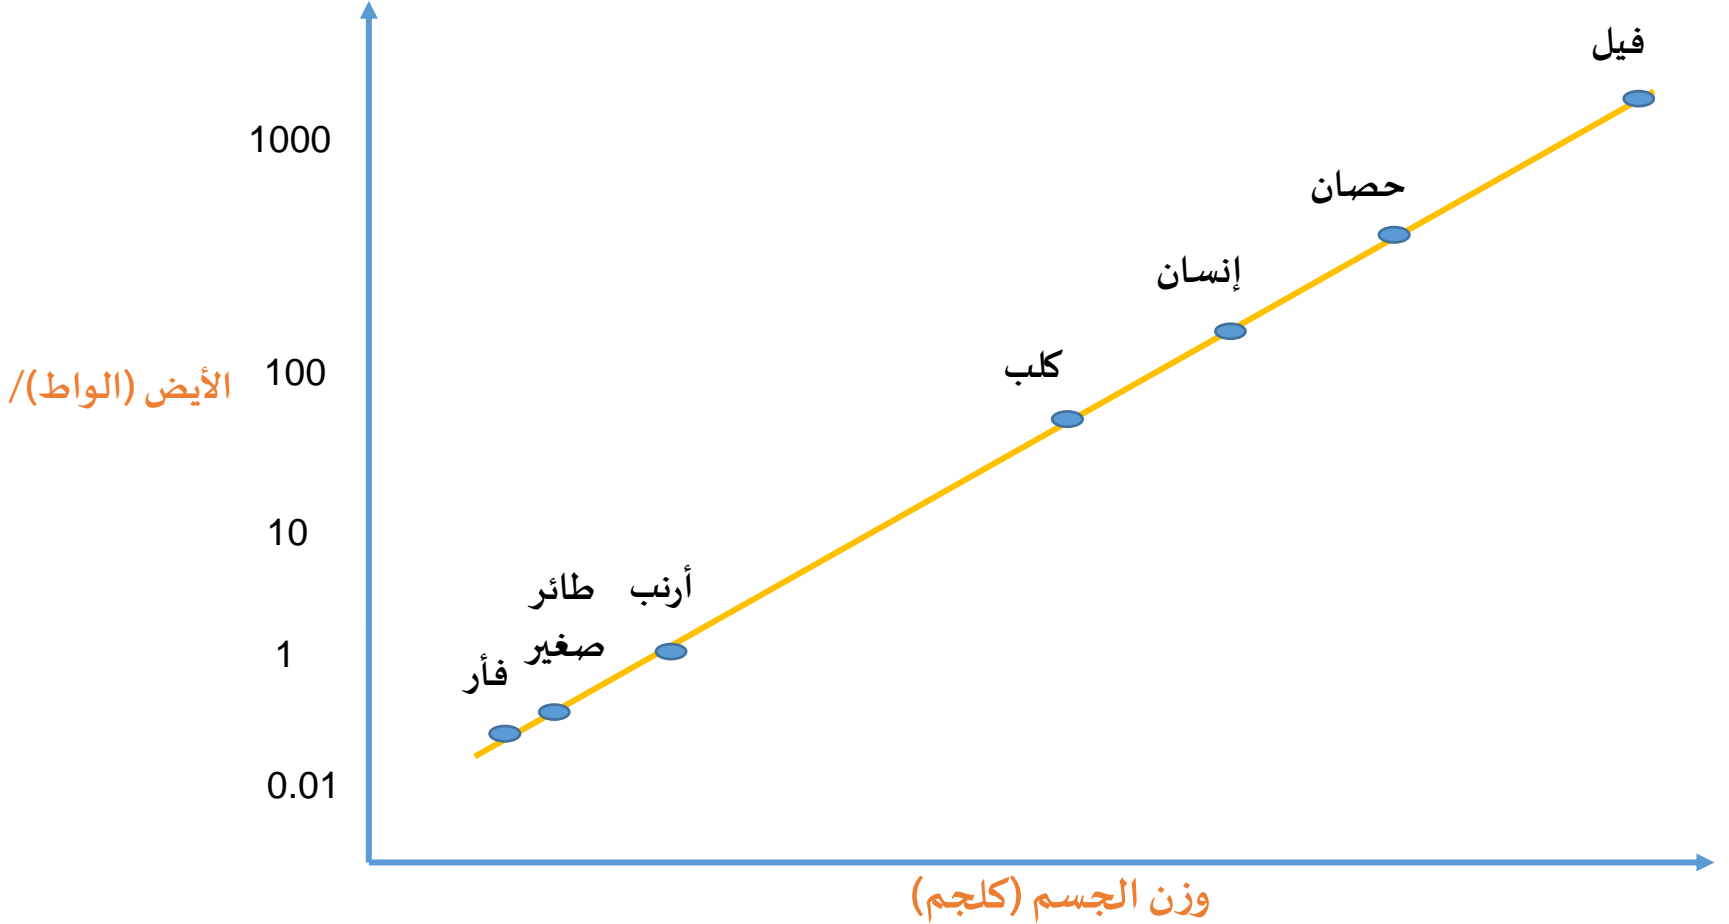 فيل
1000
حصان
إنسان
كلب
100
الأيض (الواط)/
10
طائر
صغير
أرنب
1
فأر
0.01
وزن الجسم (كلجم)